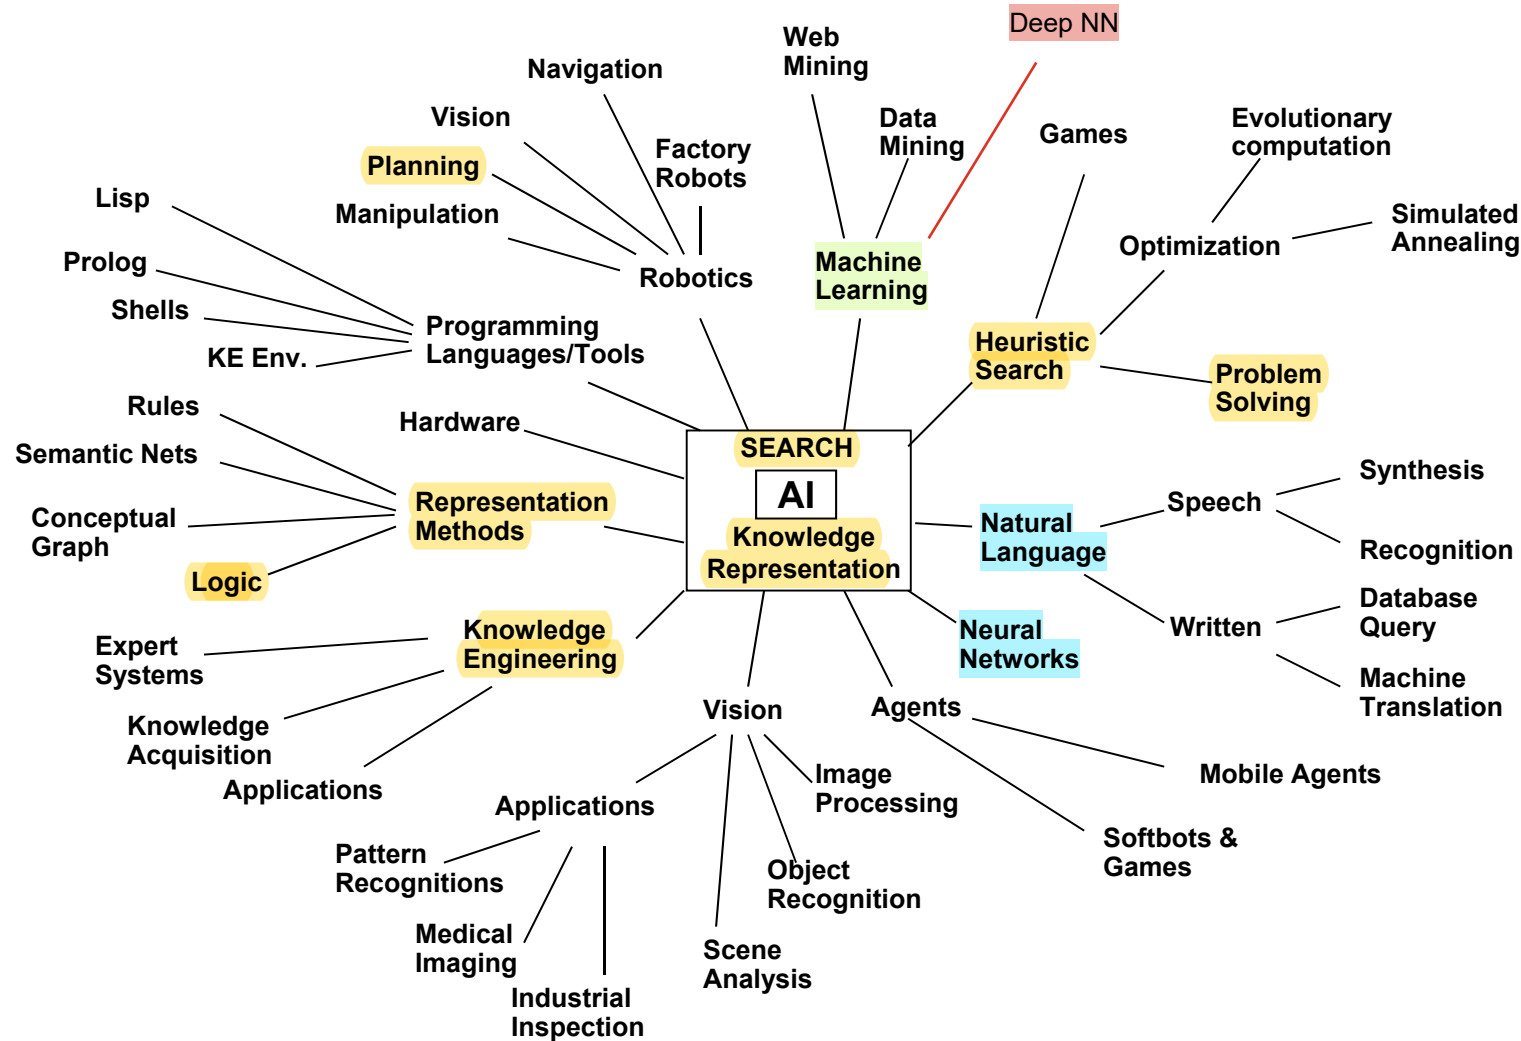 Deep NN
Web
Mining
Navigation
Vision
Data
Mining
Games
Evolutionary
computation
Factory
Robots
Planning
Lisp
Manipulation
Simulated
Annealing
Optimization
Prolog
Robotics
Machine
Learning
Shells
Programming
Languages/Tools
KE Env.
Heuristic
Search
Problem
Solving
Rules
Hardware
SEARCH
AI
Knowledge
Representation
Semantic Nets
Representation
Methods
Conceptual
Graph
Logic
Natural
Language
Speech
Synthesis
Recognition
Written
Database
Query
Machine
Translation
Neural
Networks
Knowledge
Engineering
Expert
Systems
Knowledge
Acquisition
Applications
Vision
Agents
Mobile Agents
Softbots &
Games
Image
Processing
Applications
Pattern
Recognitions
Object
Recognition
Medical
Imaging
Scene
Analysis
Industrial
Inspection